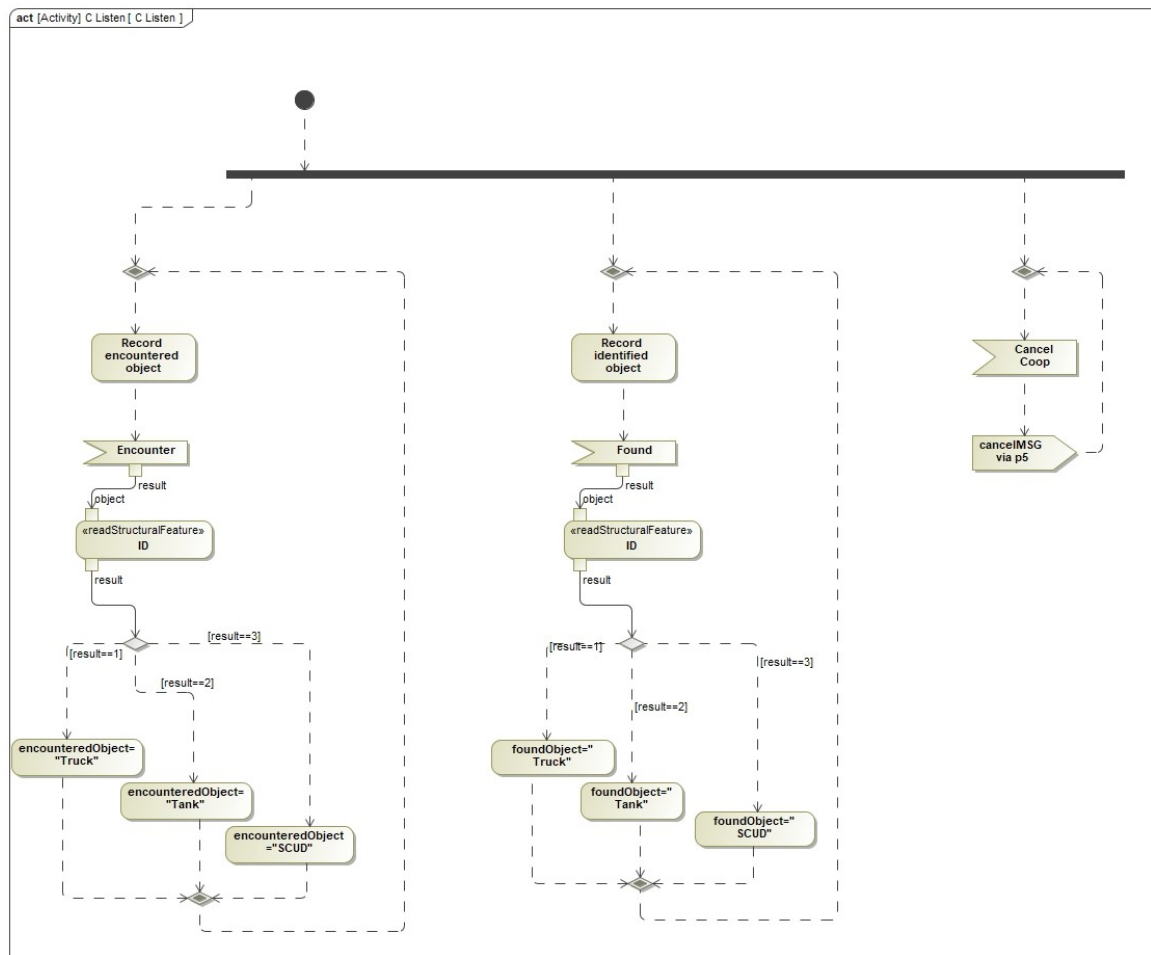 act [Activity] C Listen [ C Listen ]
Record
encountered
object
Encounter
result
object
«readStructuralFeature»
ID
result
[result==3]
[result==1]
[result==2]
encounteredObject=
"Truck"
encounteredObject=
"Tank"
encounteredObject
="SCUD"
Record
identified
object
Found
result
object
«readStructuralFeature»
ID
result
[result==1]
[result==3]
[result==2]
foundObject="
Truck"
foundObject="
Tank"
foundObject="
SCUD"
Cancel
Coop
cancelMSG
via p5